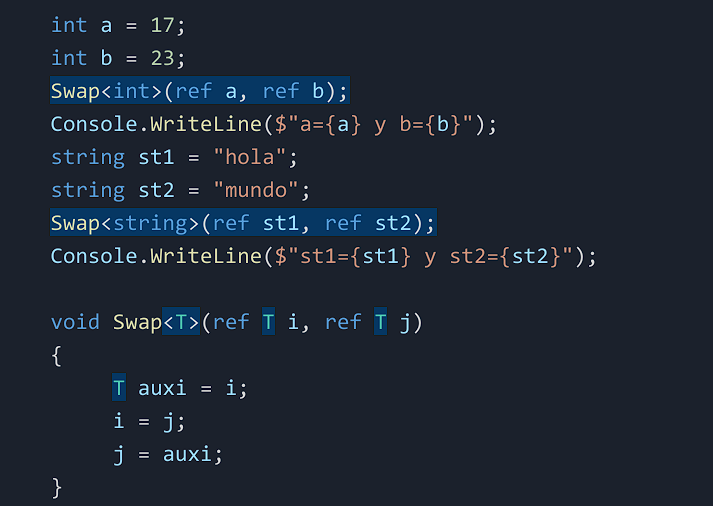 int a = 17;
int b = 23;
Swap<int>(ref a, ref b);
Console.WriteLine($"a={a} y b={b}");
string st1 = "hola";
string st2 = "mundo";
Swap<string>(ref st1, ref st2);
Console.WriteLine($"st1={st1} y st2={st2}");

void Swap<T>(ref T i, ref T j)
{
     T auxi = i;
     i = j;
     j = auxi;
}